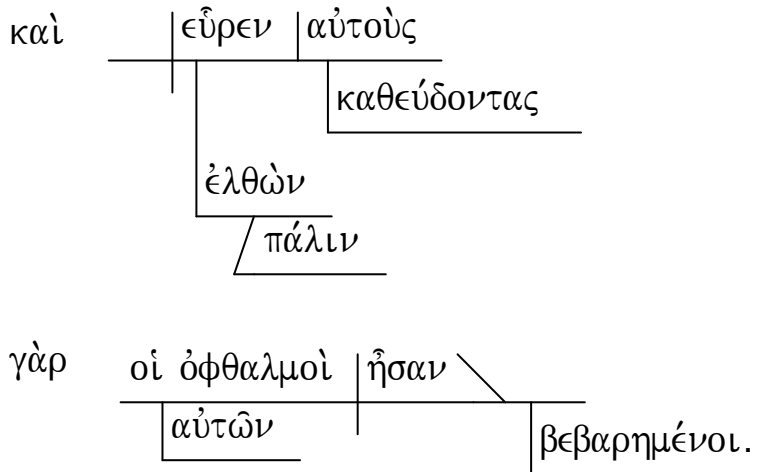 καὶ εὗρεν αὐτοὺς
καθεύδοντας
ἐλθὼν
πάλιν
γὰρ οἱ ὀφθαλμοὶ ἦσαν
αὐτῶν
βεβαρημένοι.